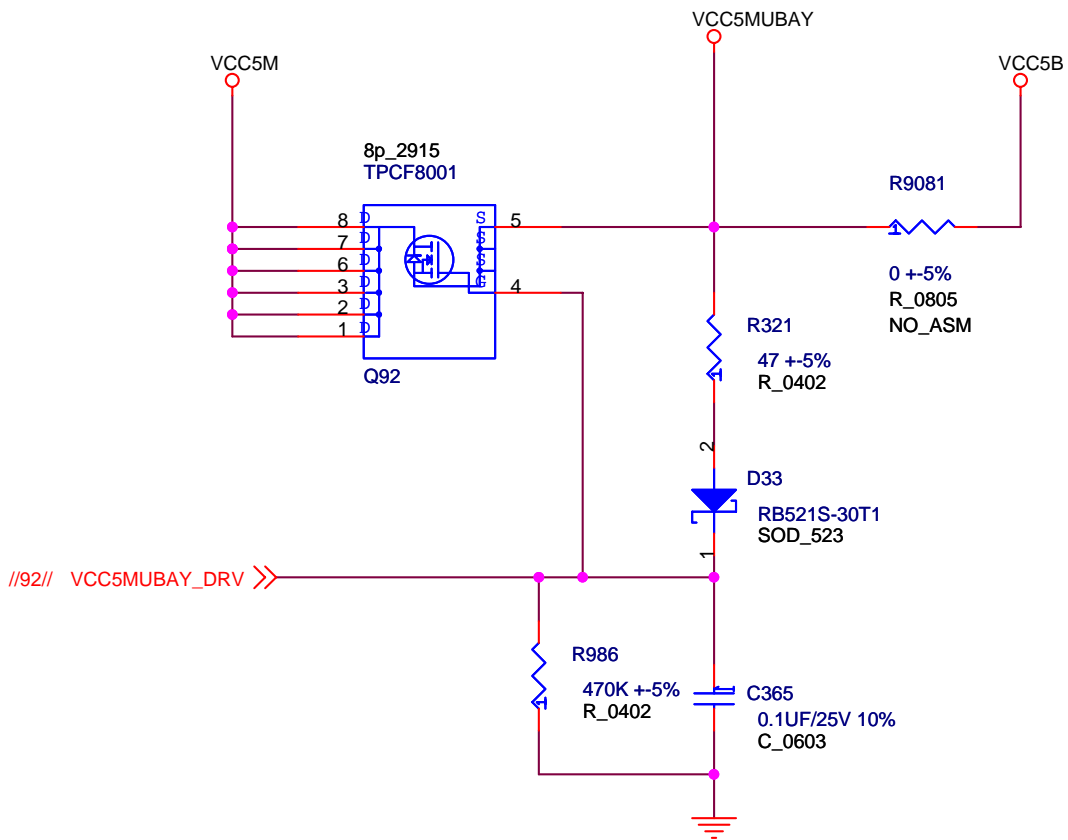 VCC5MUBAY
VCC5M
VCC5B
8p_2915
TPCF8001
R9081
8 D S 5
7 D S
6 D S
3 D G 4
2 D
1 D
1
0 +-5%
R_0805
NO_ASM
Q92
R321
47 +-5%
R_0402
1
2
D33
RB521S-30T1
SOD_523
1
//92// VCC5MUBAY_DRV
R986
470K +-5%
R_0402
1
C365
0.1UF/25V 10%
C_0603
1